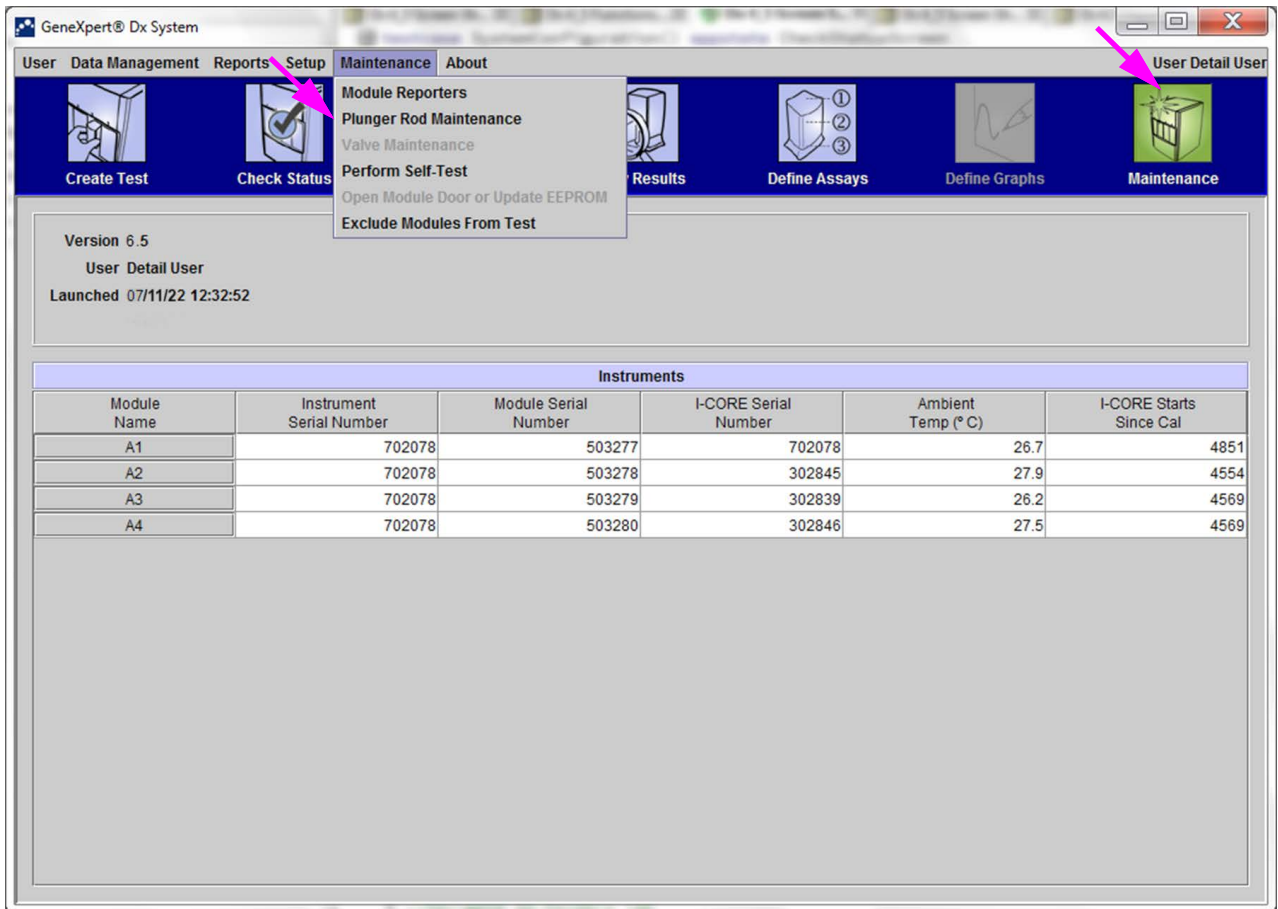 GeneXpert® Dx System
User Data Management Reports Setup Maintenance About User Detail User
Module Reporters
Plunger Rod Maintenance
Valve Maintenance
Perform Self-Test
Open Module Door or Update EEPROM
Exclude Modules From Test
① ② ③
Create Test Check Status Results Define Assays Define Graphs Maintenance
Version 6.5
User Detail User
Launched 07/11/22 12:32:52
Instruments
Module Name Instrument Serial Number Module Serial Number I-CORE Serial Number Ambient Temp (° C) I-CORE Starts Since Cal
A1 702078 503277 702078 26.7 4851
A2 702078 503278 302845 27.9 4554
A3 702078 503279 302839 26.2 4569
A4 702078 503280 302846 27.5 4569